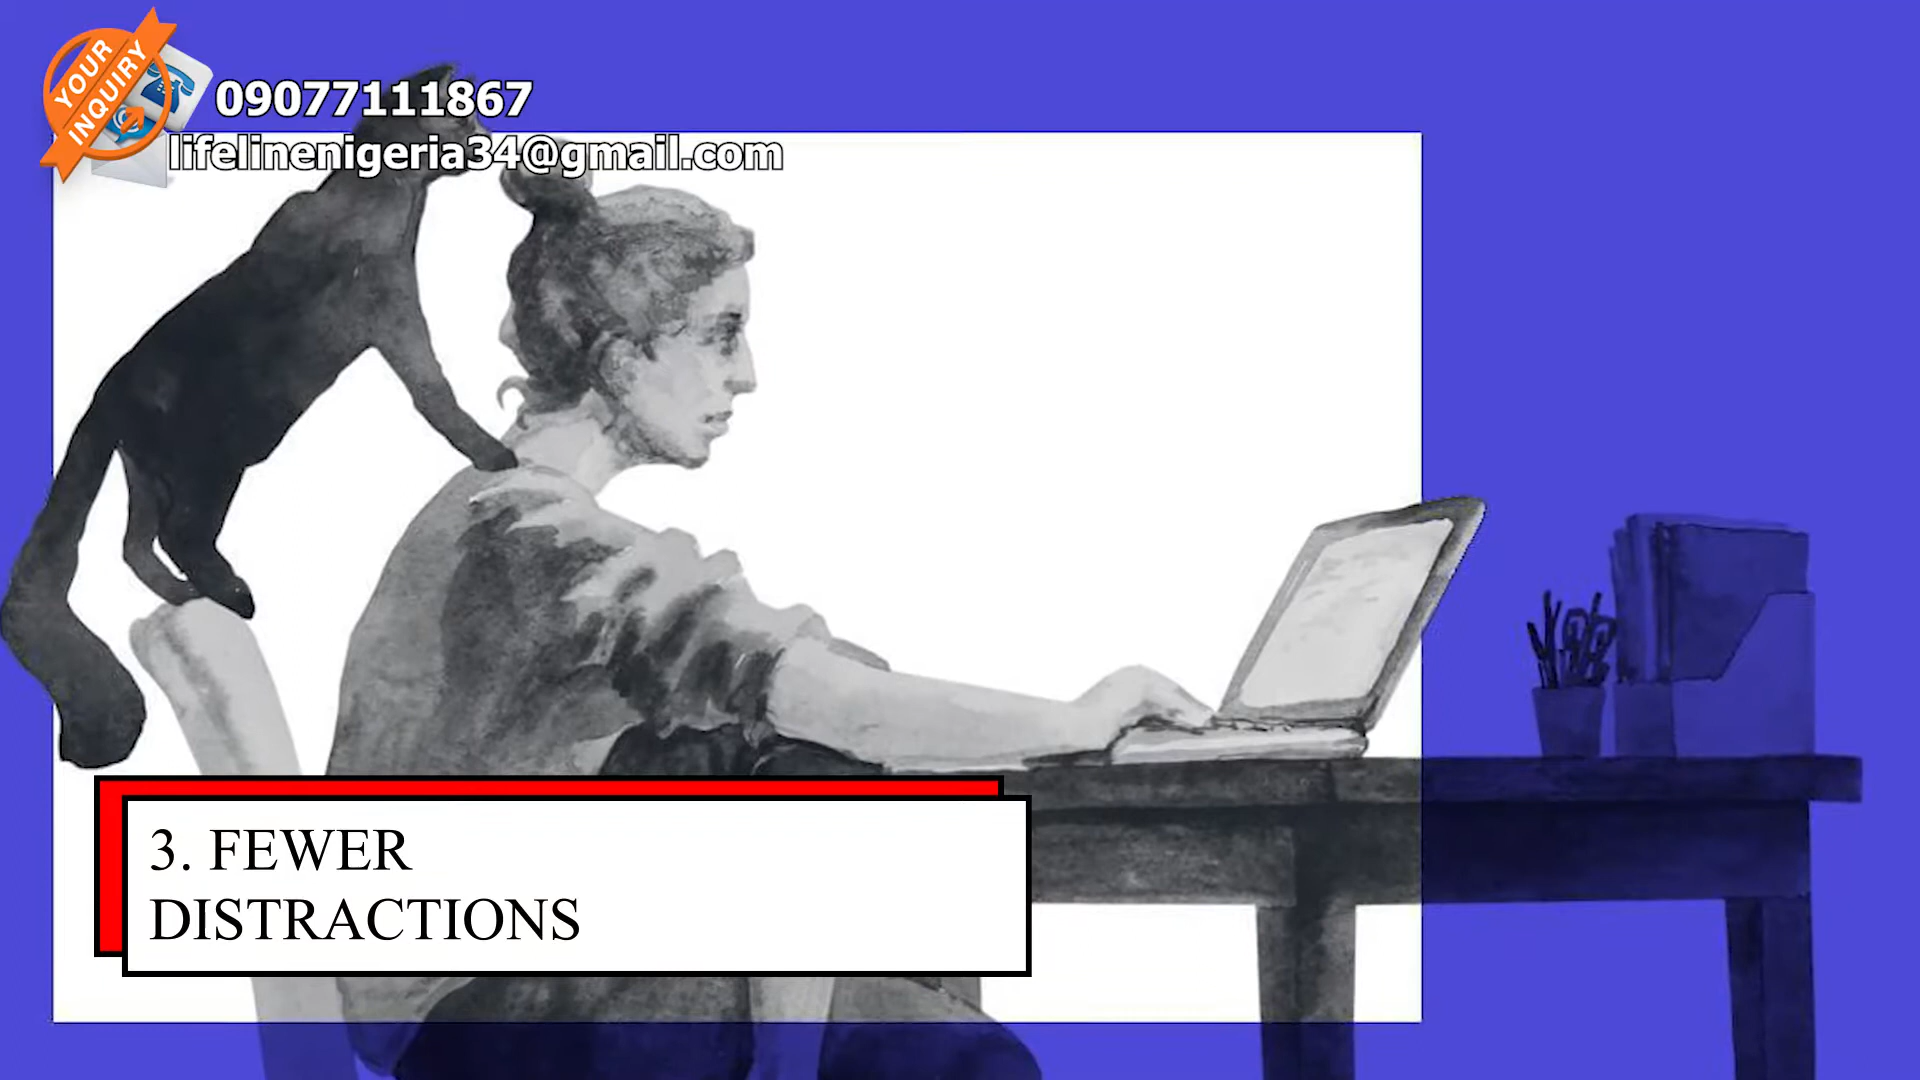 YOUR
INQUIRY
09077111867
lifelinenigeria34@gmail.com
3. FEWER
DISTRACTIONS